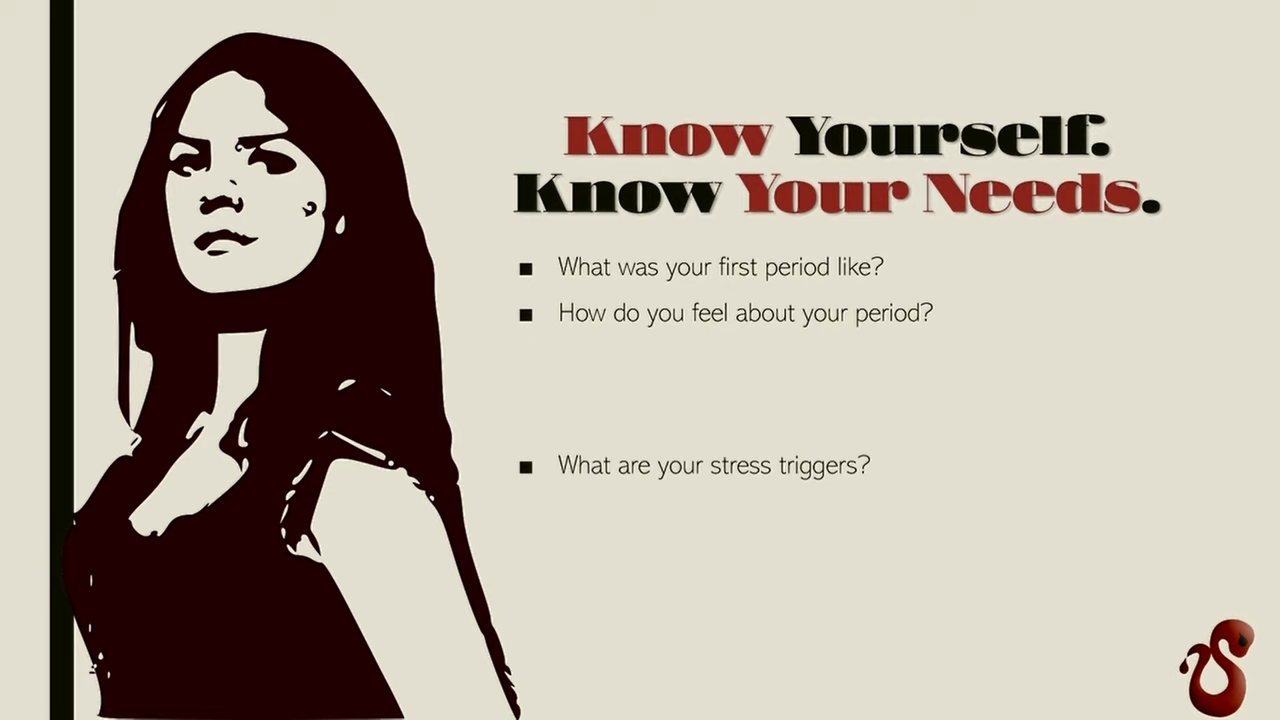 Know Yourself.
Know Your Needs.
▪ What was your first period like?
▪ How do you feel about your period?
▪ What are your stress triggers?